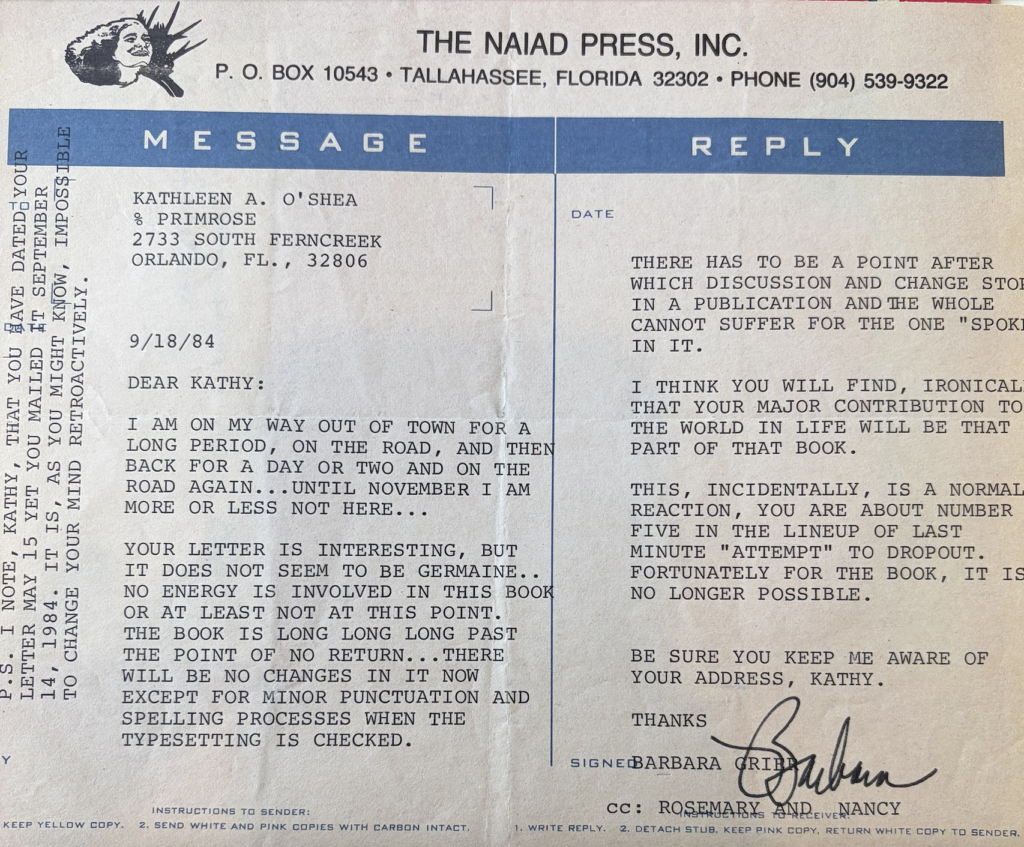 THE NAIAD PRESS, INC.
P. O. BOX 10543 • TALLAHASSEE, FLORIDA 32302 • PHONE (904) 539-9322
MESSAGE
TO
KATHLEEN A. O'SHEA
% PRIMROSE
2733 SOUTH FERNCREEK
ORLANDO, FL., 32806
9/18/84
DEAR KATHY:
I AM ON MY WAY OUT OF TOWN FOR A
LONG PERIOD, ON THE ROAD, AND THEN
BACK FOR A DAY OR TWO AND ON THE
ROAD AGAIN...UNTIL NOVEMBER I AM
MORE OR LESS NOT HERE...
YOUR LETTER IS INTERESTING, BUT
IT DOES NOT SEEM TO BE GERMAINE..
NO ENERGY IS INVOLVED IN THIS BOOK
OR AT LEAST NOT AT THIS POINT.
THE BOOK IS LONG LONG LONG PAST
THE POINT OF NO RETURN...THERE
WILL BE NO CHANGES IN IT NOW
EXCEPT FOR MINOR PUNCTUATION AND
SPELLING PROCESSES WHEN THE
TYPESETTING IS CHECKED.
Y
INSTRUCTIONS TO SENDER:
KEEP YELLOW COPY. 2. SEND WHITE AND PINK COPIES WITH CARBON INTACT.
REPLY
DATE
THERE HAS TO BE A POINT AFTER
WHICH DISCUSSION AND CHANGE STOP
IN A PUBLICATION AND THE WHOLE
CANNOT SUFFER FOR THE ONE "SPOK
IN IT.
I THINK YOU WILL FIND, IRONICAL
THAT YOUR MAJOR CONTRIBUTION TO
THE WORLD IN LIFE WILL BE THAT
PART OF THAT BOOK.
THIS, INCIDENTALLY, IS A NORMAL
REACTION, YOU ARE ABOUT NUMBER
FIVE IN THE LINEUP OF LAST
MINUTE "ATTEMPT" TO DROPOUT.
FORTUNATELY FOR THE BOOK, IT IS
NO LONGER POSSIBLE.
BE SURE YOU KEEP ME AWARE OF
YOUR ADDRESS, KATHY.
THANKS
Barbara
SIGNED BARBARA GRIER
CC: ROSEMARY AND NANCY
INSTRUCTIONS TO RECEIVER:
1. WRITE REPLY. 2. DETACH STUB, KEEP PINK COPY, RETURN WHITE COPY TO SENDER.
P.S. I NOTE, KATHY, THAT YOU HAVE DATED YOUR
LETTER MAY 15 YET YOU MAILED IT SEPTEMBER
14, 1984. IT IS, AS YOU MIGHT KNOW, IMPOSSIBLE
TO CHANGE YOUR MIND RETROACTIVELY.